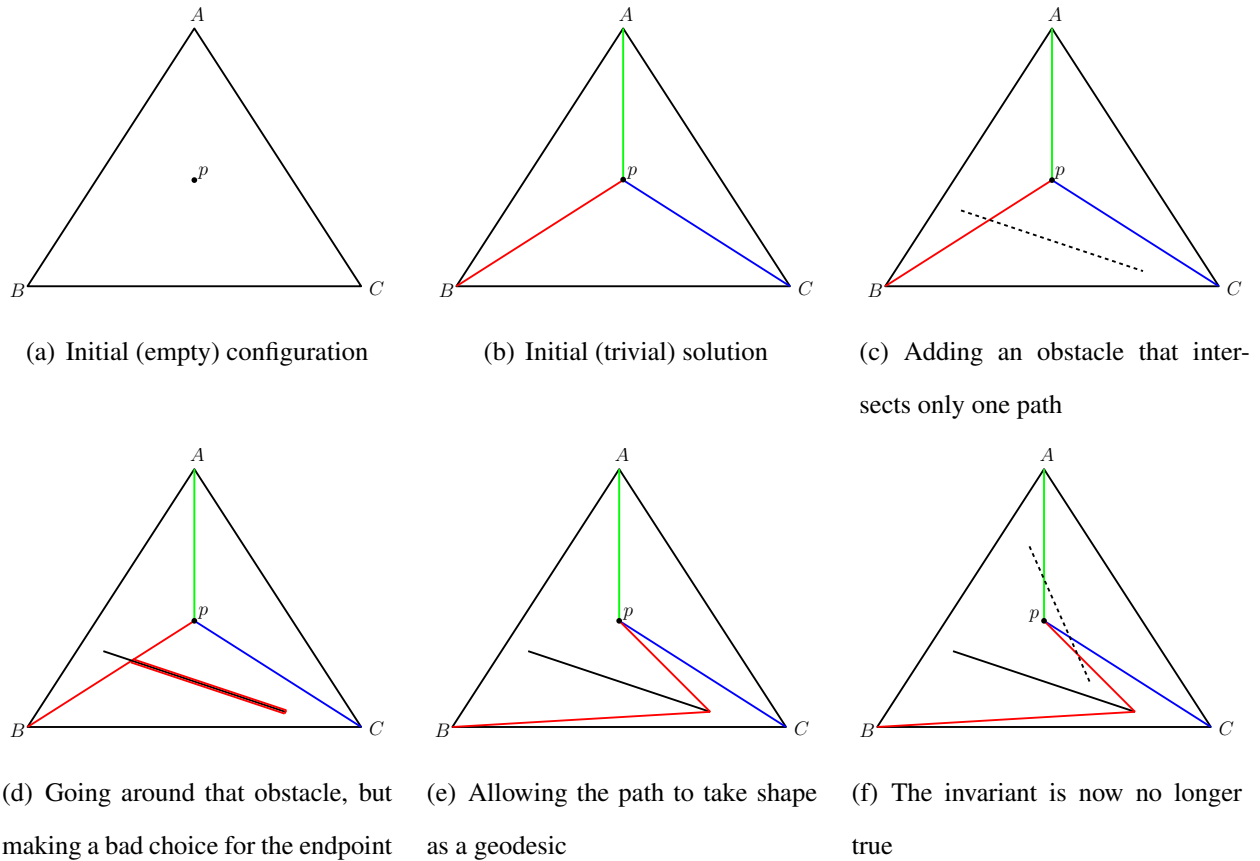 A
p
B
C
(a) Initial (empty) configuration
A
p
B
C
(b) Initial (trivial) solution
A
p
B
C
(c) Adding an obstacle that inter-
sects only one path
A
p
B
C
(d) Going around that obstacle, but
making a bad choice for the endpoint
A
p
B
C
(e) Allowing the path to take shape
as a geodesic
A
p
B
C
(f) The invariant is now no longer
true